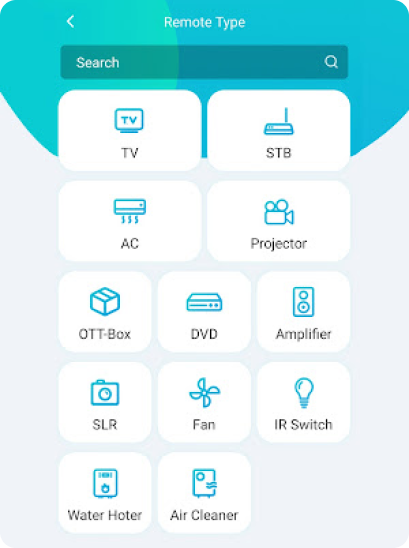 Remote Type
Search
TV
TV
STB
AC
Projector
OTT-Box
DVD
Amplifier
SLR
Fan
IR Switch
Water Hoter
Air Cleaner